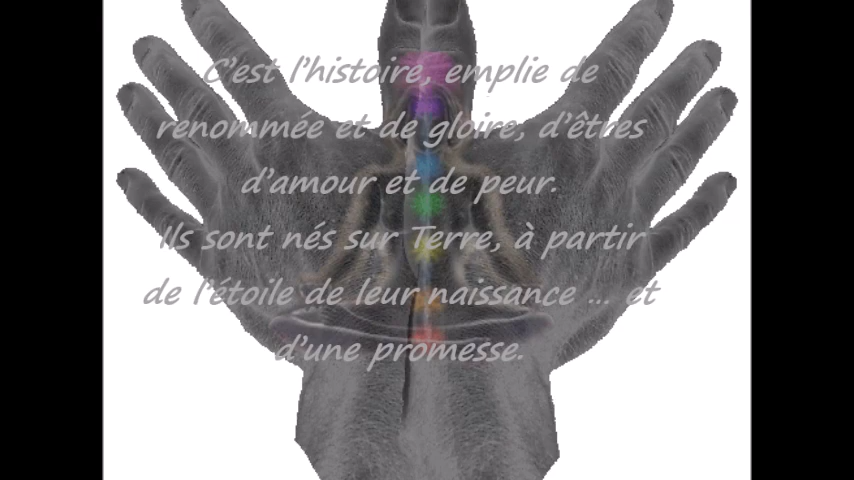 C'est l'histoire, emplie de
renommée et de gloire, d'êtres
d'amour et de peur.
Ils sont nés sur Terre, à partir
de l'étoile de leur naissance ... et
d'une promesse.